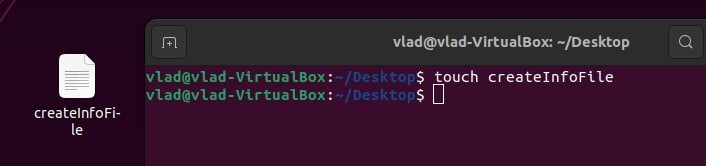 vlad@vlad-VirtualBox: ~/Desktop
vlad@vlad-VirtualBox:~/Desktop$ touch createInfoFile
vlad@vlad-VirtualBox:~/Desktop$
createInfoFi-
le